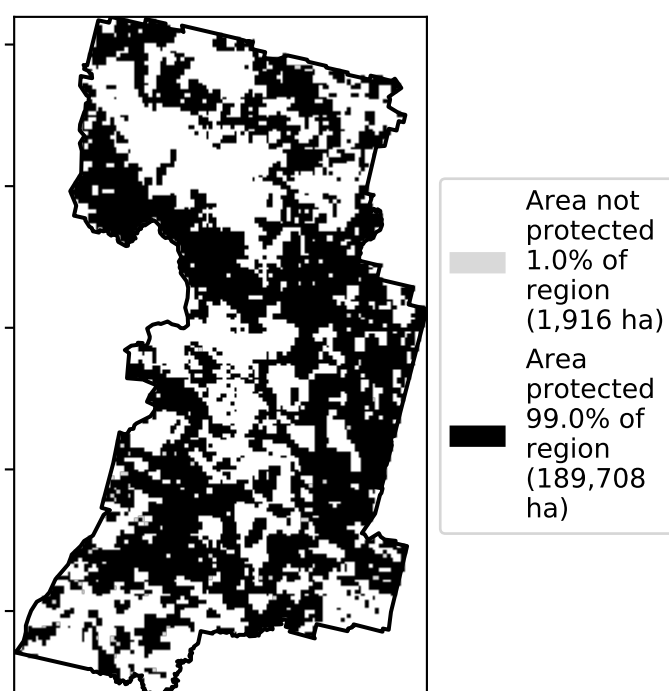 Area not
protected
1.0% of
region
(1,916 ha)
Area
protected
99.0% of
region
(189,708
ha)